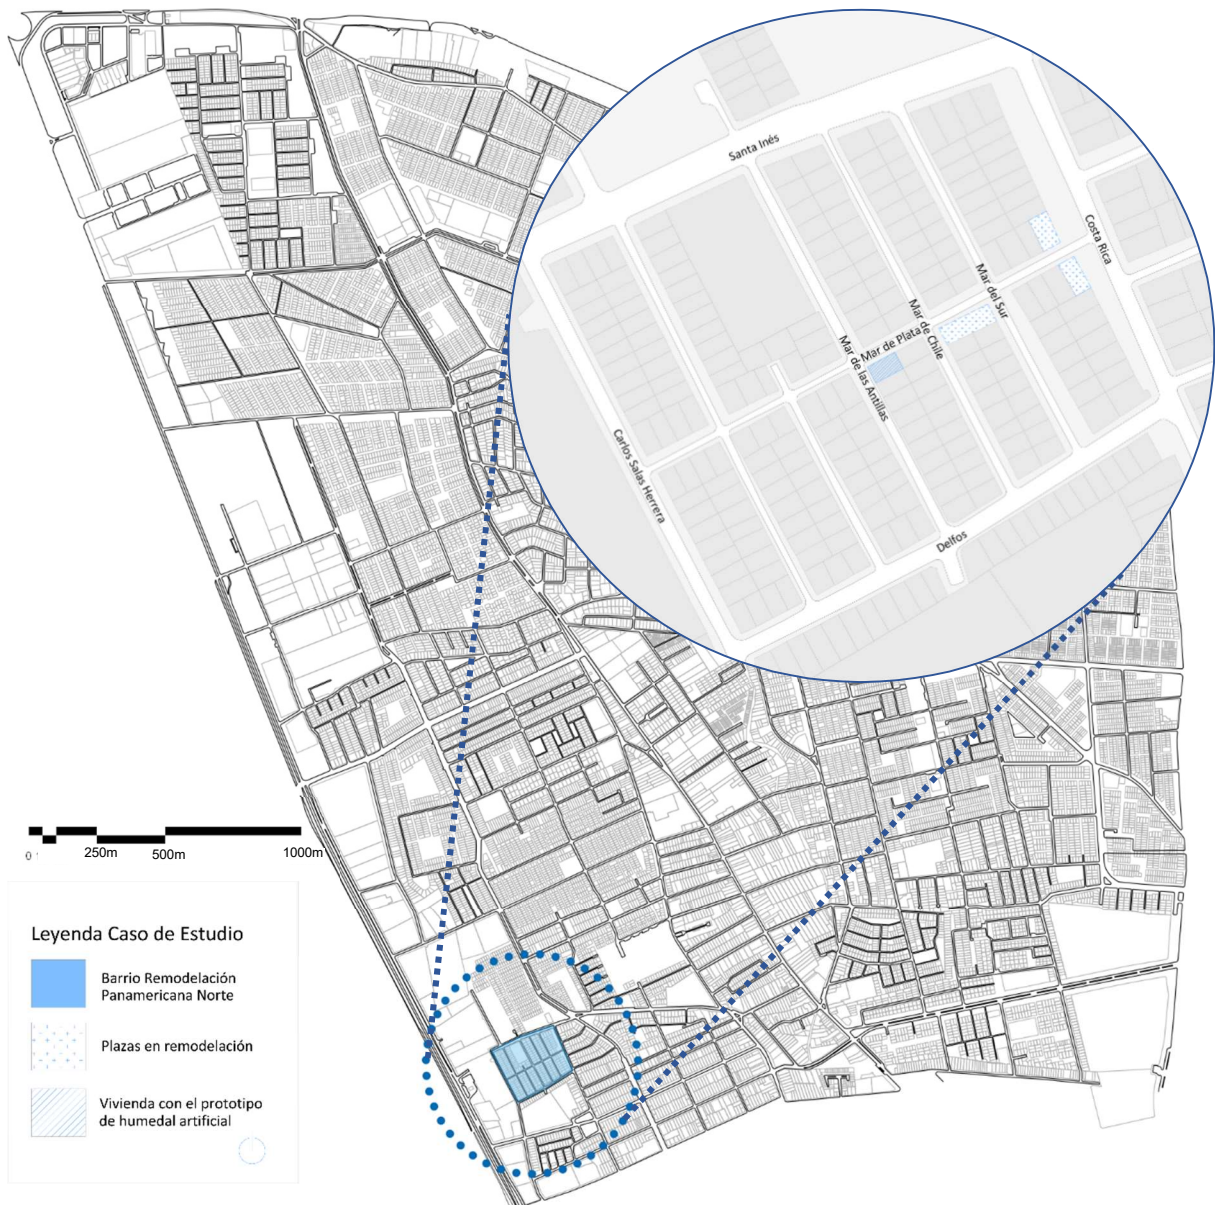 Santa Inés
Costa Rica
Mar del Sur
Mar de Chile
Mar de Plata
Mar de las Antillas
Carlos Salas Herrera
Delfos
0
250m
500m
1000m
Leyenda Caso de Estudio
Barrio Remodelación
Panamericana Norte
Plazas en remodelación
Vivienda con el prototipo
de humedal artificial